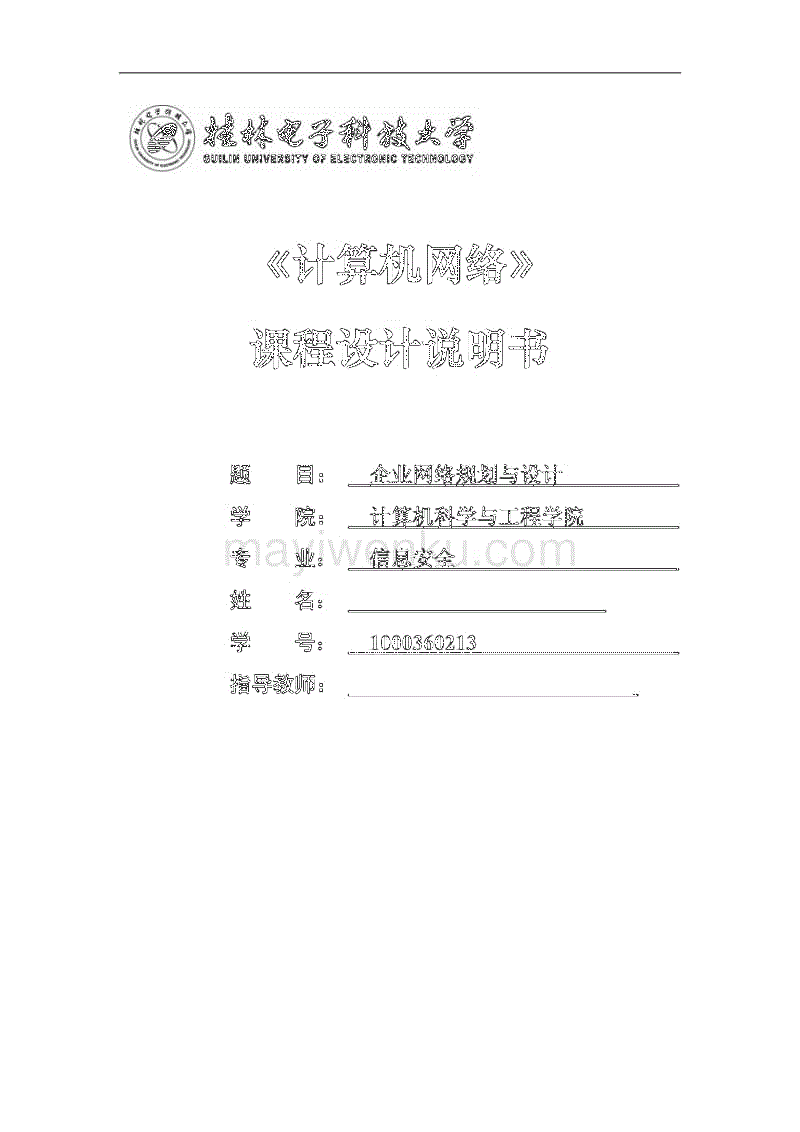 桂林电子科技大学
GUILIN UNIVERSITY OF ELECTRONIC TECHNOLOGY
《计算机网络》
课程设计说明书
题 目： 企业网络规划与设计
学 院： 计算机科学与工程学院
mayiwenku.com
专 业： 信息安全
姓 名：
学 号： 1000360213
指导教师：
mayiwenku.com